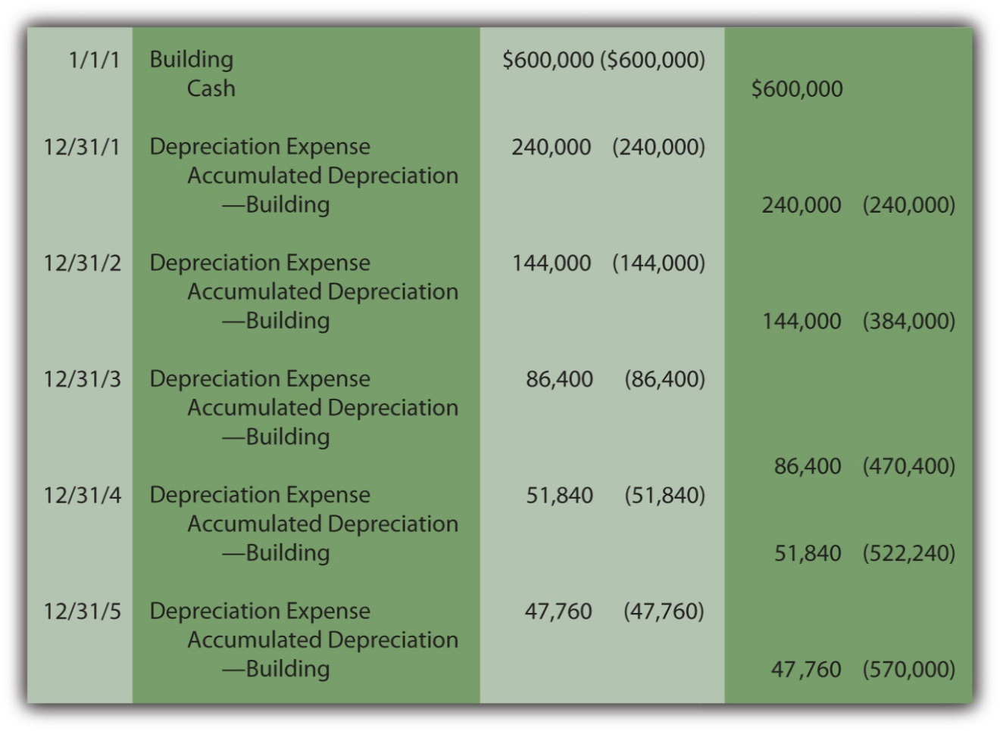 1/1/1 Building $600,000 ($600,000)
Cash $600,000
12/31/1 Depreciation Expense 240,000 (240,000)
Accumulated Depreciation
—Building 240,000 (240,000)
12/31/2 Depreciation Expense 144,000 (144,000)
Accumulated Depreciation
—Building 144,000 (384,000)
12/31/3 Depreciation Expense 86,400 (86,400)
Accumulated Depreciation
—Building
86,400 (470,400)
12/31/4 Depreciation Expense 51,840 (51,840)
Accumulated Depreciation
—Building 51,840 (522,240)
12/31/5 Depreciation Expense 47,760 (47,760)
Accumulated Depreciation
—Building 47,760 (570,000)